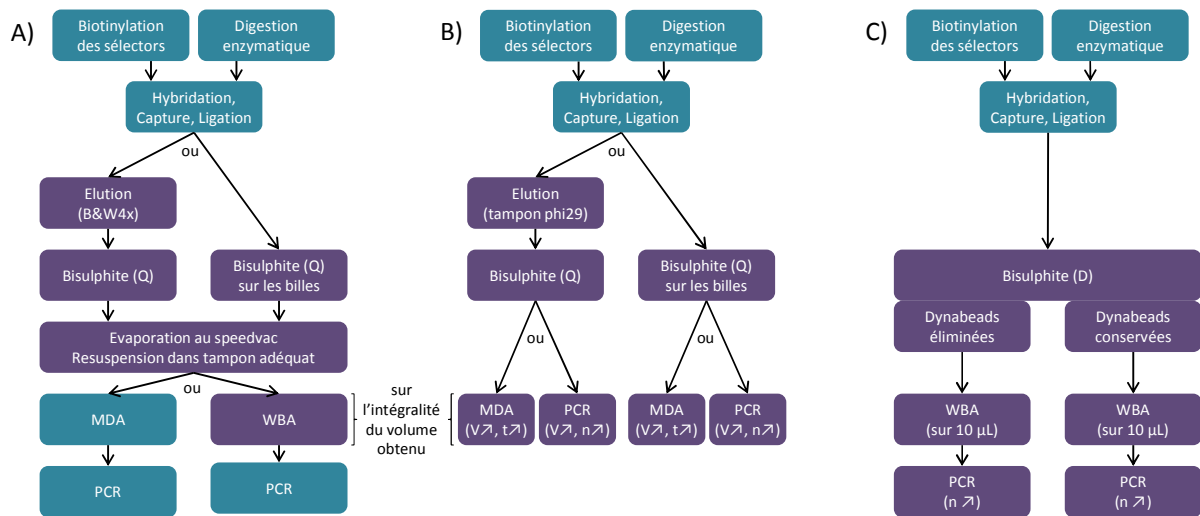 A)
Biotinylation
des sélectors
Digestion
enzymatique
Hybridation,
Capture, Ligation
ou
Elution
(B&W4x)
Bisulphite (Q)
Bisulphite (Q)
sur les billes
Evaporation au speedvac
Resuspension dans tampon adéquat
ou
MDA
WBA
PCR
PCR
sur
l’intégralité
du volume
obtenu
B)
Biotinylation
des sélectors
Digestion
enzymatique
Hybridation,
Capture, Ligation
ou
Elution
(tampon phi29)
Bisulphite (Q)
Bisulphite (Q)
sur les billes
ou
ou
MDA
(V↗, t↗)
PCR
(V↗, n↗)
MDA
(V↗, t↗)
PCR
(V↗, n↗)
C)
Biotinylation
des sélectors
Digestion
enzymatique
Hybridation,
Capture, Ligation
Bisulphite (D)
Dynabeads
éliminées
Dynabeads
conservées
WBA
(sur 10 µL)
WBA
(sur 10 µL)
PCR
(n ↗)
PCR
(n ↗)